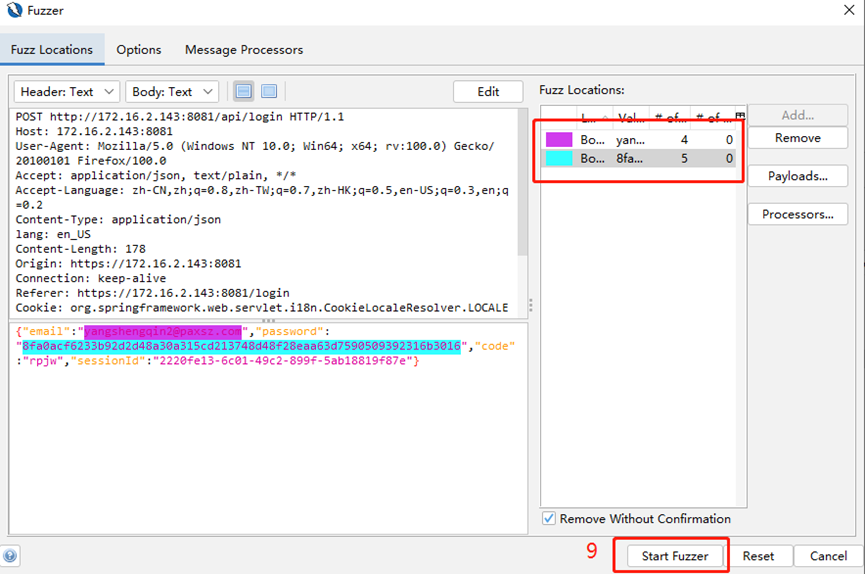 Fuzzer
Fuzz Locations Options Message Processors
Header: Text Body: Text Edit
POST http://172.16.2.143:8081/api/login HTTP/1.1
Host: 172.16.2.143:8081
User-Agent: Mozilla/5.0 (Windows NT 10.0; Win64; x64; rv:100.0) Gecko/
20100101 Firefox/100.0
Accept: application/json, text/plain, */*
Accept-Language: zh-CN,zh;q=0.8,zh-TW;q=0.7,zh-HK;q=0.5,en-US;q=0.3,en;q
=0.2
Content-Type: application/json
lang: en_US
Content-Length: 178
Origin: https://172.16.2.143:8081
Connection: keep-alive
Referer: https://172.16.2.143:8081/login
Cookie: org.springframework.web.servlet.i18n.CookieLocaleResolver.LOCALE
{"email":"yangshengqin2@paxsz.com","password":
"8fa0acf6233b92d2d48a30a315cd213748d48f28eaa63d7590509392316b3016","code"
:"rpjw","sessionId":"2220fe13-6c01-49c2-899f-5ab18819f87e"}
Fuzz Locations:
L... Val... # of... # of...
Bo... yan... 4 0
Bo... 8fa... 5 0
Add...
Remove
Payloads...
Processors...
Remove Without Confirmation
9 Start Fuzzer Reset Cancel